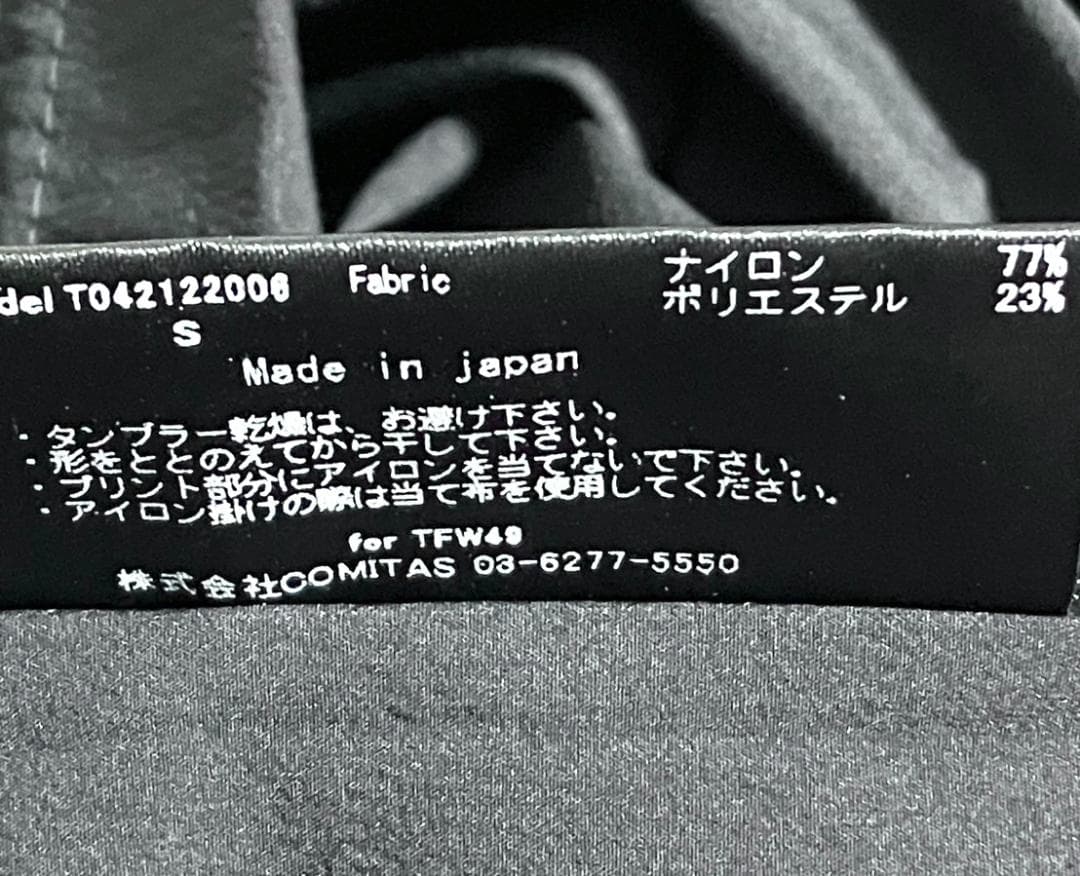 del T042122006 Fabric ナイロン 77%
ポリエステル 23%
S
Made in japan
・タンブラー乾燥は、お避け下さい。
・形をととのえてから干して下さい。
・プリント部分にアイロンを当てないで下さい。
・アイロン掛けの際は当て布を使用してください。
for TFW49
株式会社COMITAS 03-6277-5550